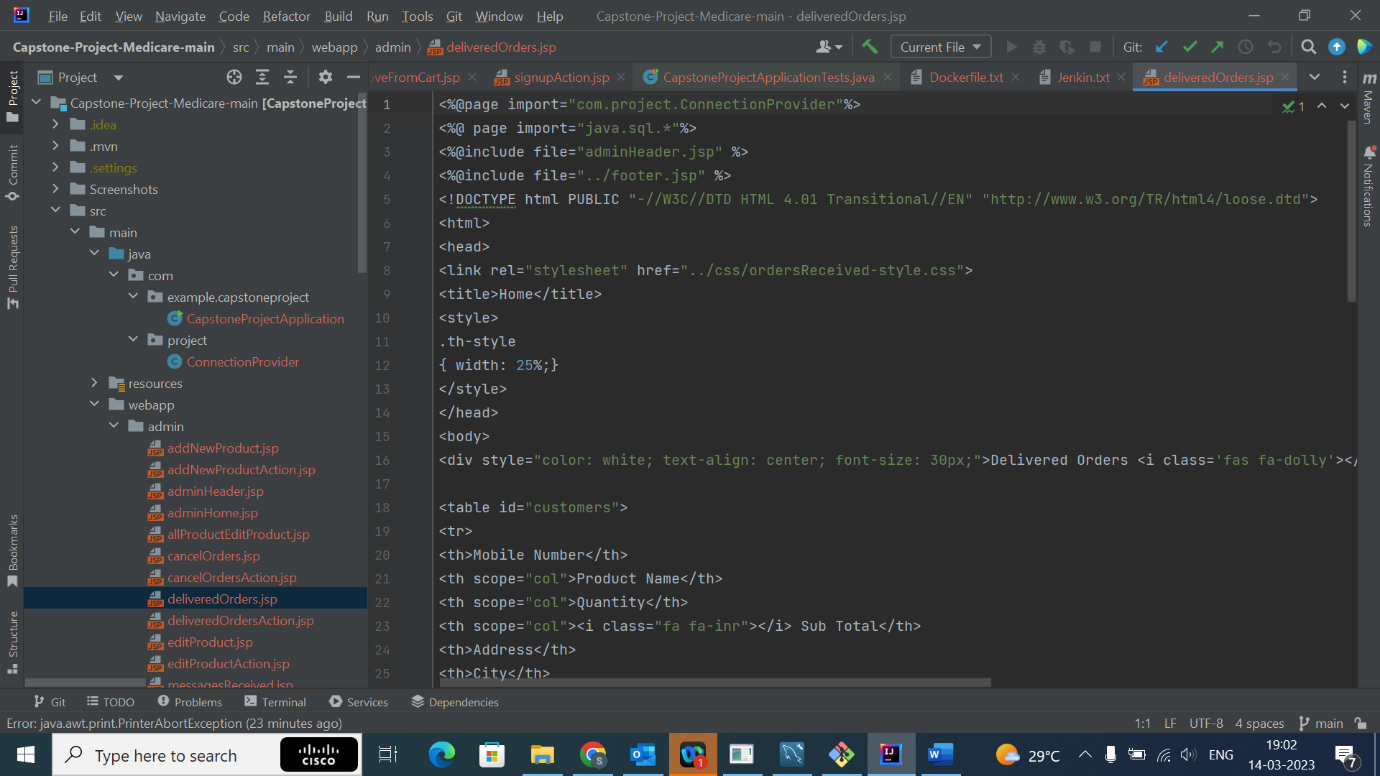 File Edit View Navigate Code Refactor Build Run Tools Git Window Help Capstone-Project-Medicare-main - deliveredOrders.jsp
Capstone-Project-Medicare-main src main webapp admin deliveredOrders.jsp Current File Git:
Project
aveFromCart.jsp signupAction.jsp CapstoneProjectApplicationTests.java Dockerfile.txt Jenkin.txt deliveredOrders.jsp
Project
Commit
Pull Requests
Bookmarks
Structure
Capstone-Project-Medicare-main [CapstoneProject
.idea
.mvn
.settings
Screenshots
src
main
java
com
example.capstoneproject
CapstoneProjectApplication
project
ConnectionProvider
resources
webapp
admin
addNewProduct.jsp
addNewProductAction.jsp
adminHeader.jsp
adminHome.jsp
allProductEditProduct.jsp
cancelOrders.jsp
cancelOrdersAction.jsp
deliveredOrders.jsp
deliveredOrdersAction.jsp
editProduct.jsp
editProductAction.jsp
messagesReceived.jsp
1 <%@page import="com.project.ConnectionProvider"%>
2 <%@ page import="java.sql.*"%>
3 <%@include file="adminHeader.jsp" %>
4 <%@include file="../footer.jsp" %>
5 <!DOCTYPE html PUBLIC "-//W3C//DTD HTML 4.01 Transitional//EN" "http://www.w3.org/TR/html4/loose.dtd">
6 <html>
7 <head>
8 <link rel="stylesheet" href="../css/ordersReceived-style.css">
9 <title>Home</title>
10 <style>
11 .th-style
12 { width: 25%;}
13 </style>
14 </head>
15 <body>
16 <div style="color: white; text-align: center; font-size: 30px;">Delivered Orders <i class='fas fa-dolly'></
17
18 <table id="customers">
19 <tr>
20 <th>Mobile Number</th>
21 <th scope="col">Product Name</th>
22 <th scope="col">Quantity</th>
23 <th scope="col"><i class="fa fa-inr"></i> Sub Total</th>
24 <th>Address</th>
25 <th>City</th>
1
m
Maven
Notifications
Git TODO Problems Terminal Services Dependencies
Error: java.awt.print.PrinterAbortException (23 minutes ago) 1:1 LF UTF-8 4 spaces main
Type here to search CISCO S 1 W 29°C ENG 19:02
14-03-2023 7